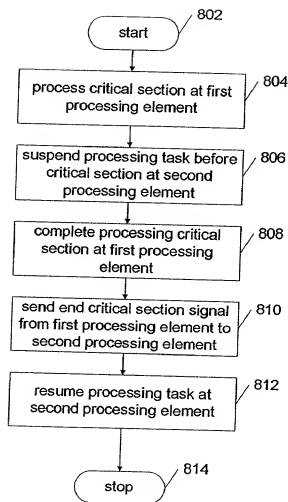 802
start
804
process critical section at first
processing element
806
suspend processing task before
critical section at second
processing element
808
complete processing critical
section at first processing
element
810
send end critical section signal
from first processing element to
second processing element
812
resume processing task at
second processing element
814
stop